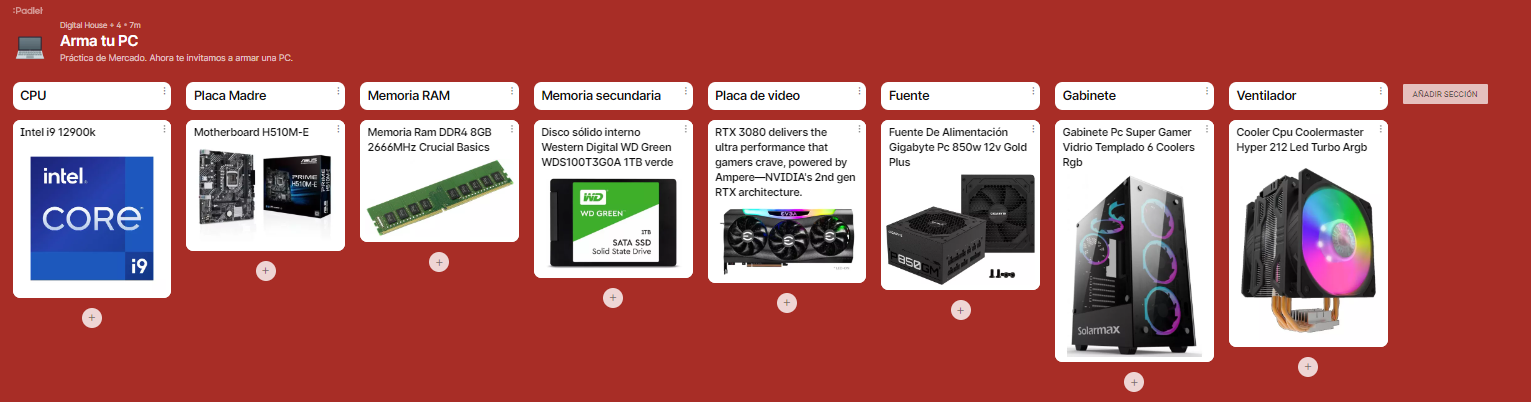 :Padlet
Digital House + 4 • 7m
Arma tu PC
Práctica de Mercado. Ahora te invitamos a armar una PC.
CPU
Intel i9 12900k
intel.
CORE
i9
Placa Madre
Motherboard H510M-E
ASUS
PRIME
H510M-E
Memoria RAM
Memoria Ram DDR4 8GB
2666MHz Crucial Basics
Memoria secundaria
Disco sólido interno
Western Digital WD Green
WDS100T3G0A 1TB verde
WD
WD GREEN
1TB
SATA SSD
Solid State Drive
Placa de video
RTX 3080 delivers the
ultra performance that
gamers crave, powered by
Ampere—NVIDIA's 2nd gen
RTX architecture.
EVGA
Fuente
Fuente De Alimentación
Gigabyte Pc 850w 12v Gold
Plus
GIGABYTE
P850GM
Gabinete
Gabinete Pc Super Gamer
Vidrio Templado 6 Coolers
Rgb
Solarmax
Ventilador
Cooler Cpu Coolermaster
Hyper 212 Led Turbo Argb
AÑADIR SECCIÓN